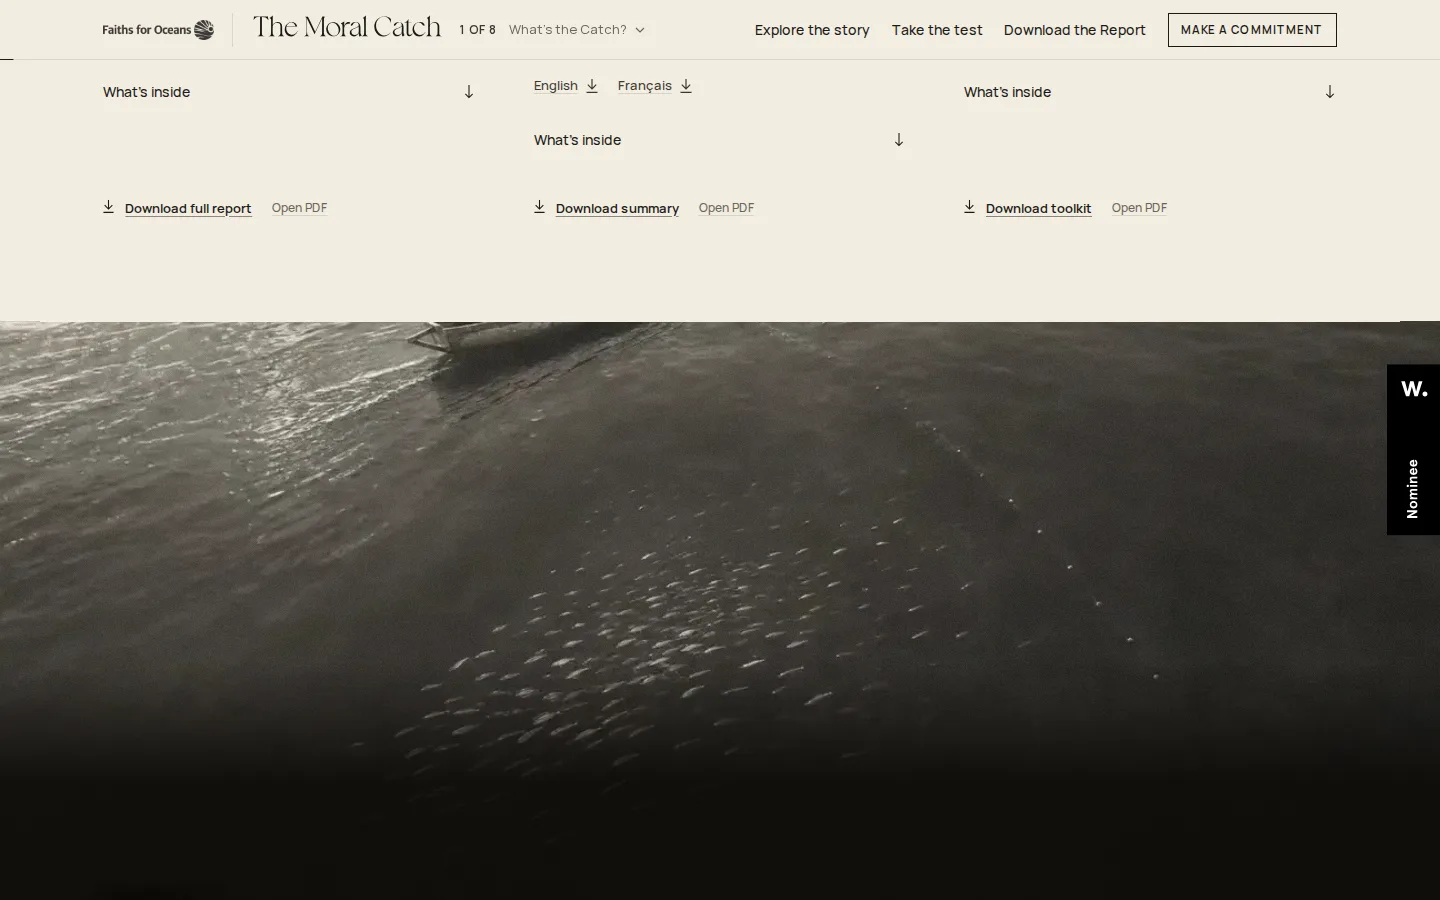 Faiths for Oceans
The Moral Catch
1 OF 8
What's the Catch?
Explore the story
Take the test
Download the Report
MAKE A COMMITMENT
What's inside
English
Français
What's inside
What's inside
Download full report
Open PDF
Download summary
Open PDF
Download toolkit
Open PDF
W.
Nominee